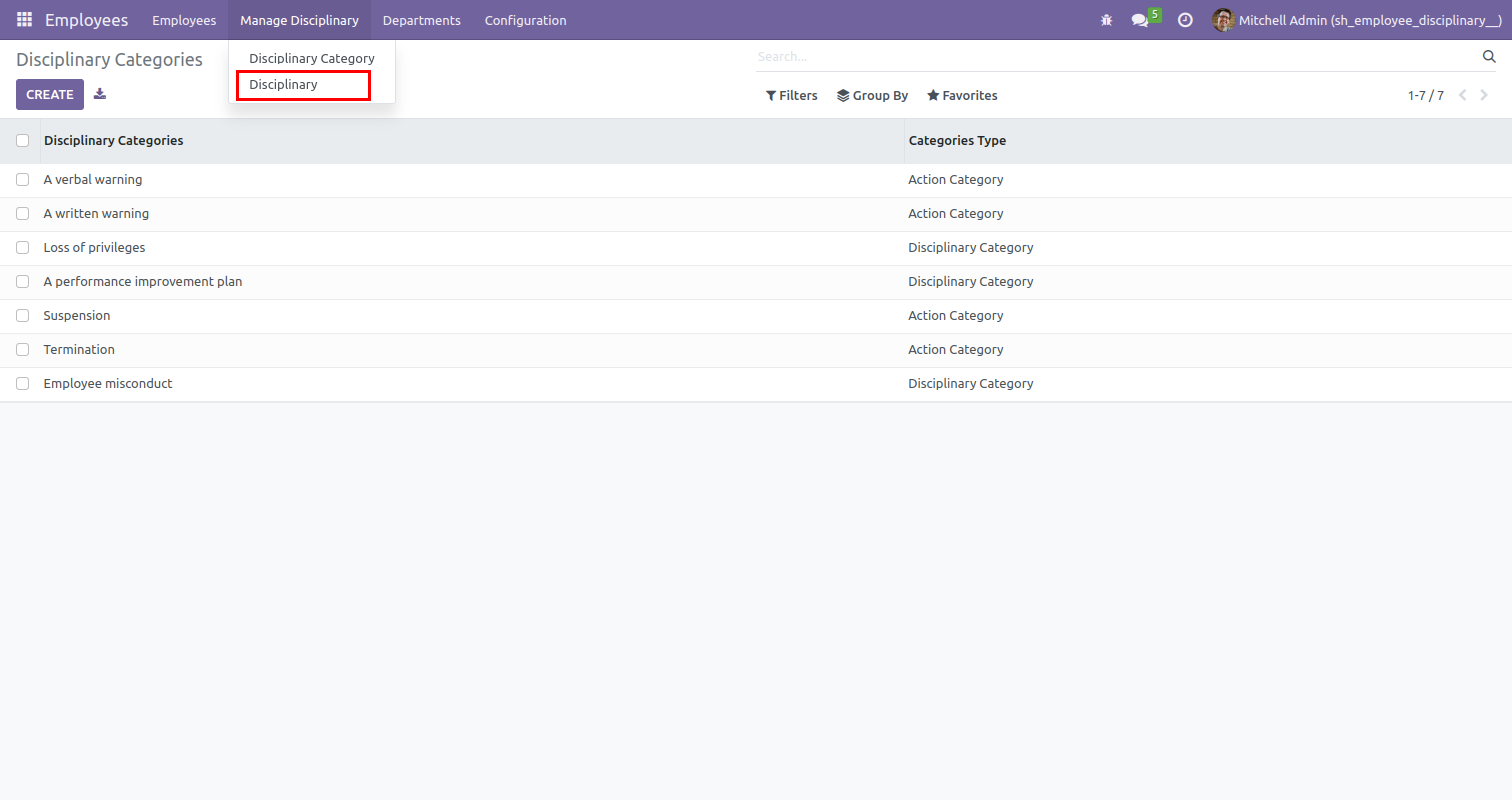 Employees Employees Manage Disciplinary Departments Configuration 5 Mitchell Admin (sh_employee_disciplinary__)
Disciplinary Categories
Disciplinary Category
Disciplinary
Search...
CREATE
Filters Group By Favorites 1-7 / 7
Disciplinary Categories Categories Type
A verbal warning Action Category
A written warning Action Category
Loss of privileges Disciplinary Category
A performance improvement plan Disciplinary Category
Suspension Action Category
Termination Action Category
Employee misconduct Disciplinary Category